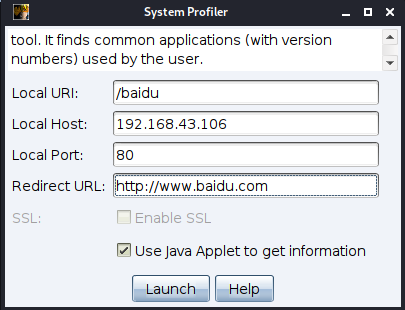 System Profiler
tool. It finds common applications (with version
numbers) used by the user.
Local URI: /baidu
Local Host: 192.168.43.106
Local Port: 80
Redirect URL: http://www.baidu.com
SSL: Enable SSL
Use Java Applet to get information
Launch Help